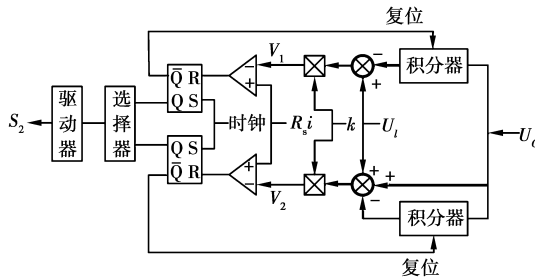 复位
V₁
− +
积分器
Q̅ R
Q S
驱动器
选择器
S₂
时钟
Rₛi
k
Uₗ
Q S
Q̅ R
+ −
V₂
+ +
−
积分器
复位